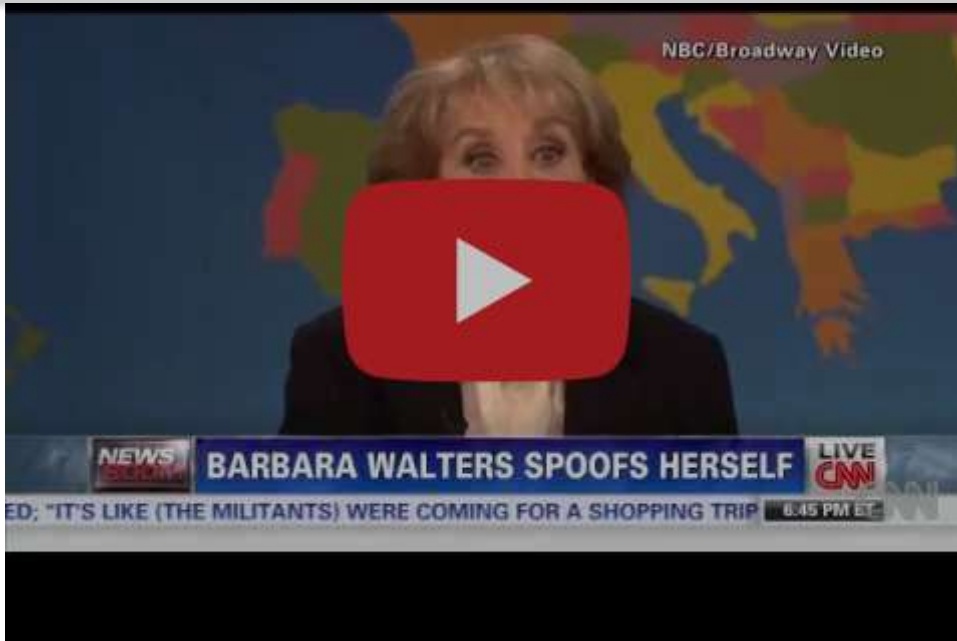 NBC/Broadway Video
NEWS
BARBARA WALTERS SPOOFS HERSELF
LIVE
CNN
ED; "IT'S LIKE (THE MILITANTS) WERE COMING FOR A SHOPPING TRIP
6:45 PM ET
CNN